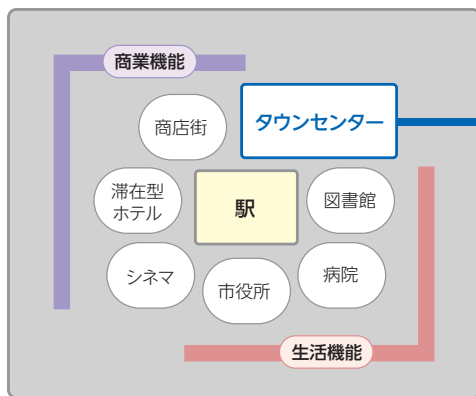 商業機能
商店街
タウンセンター
滞在型
ホテル
駅
図書館
シネマ
市役所
病院
生活機能